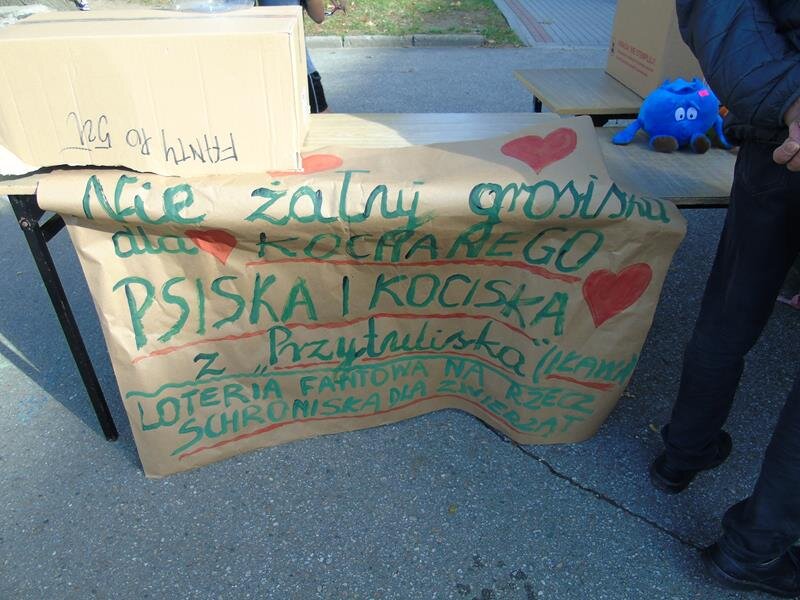 FANTY PO 5ZŁ
Nie żałuj grosiska
dla KOCHANEGO
PSISKA I KOCISKA
z „Przytuliska” (IŁAWA)
LOTERIA FANTOWA NA RZECZ
SCHRONISKA DLA ZWIERZĄT